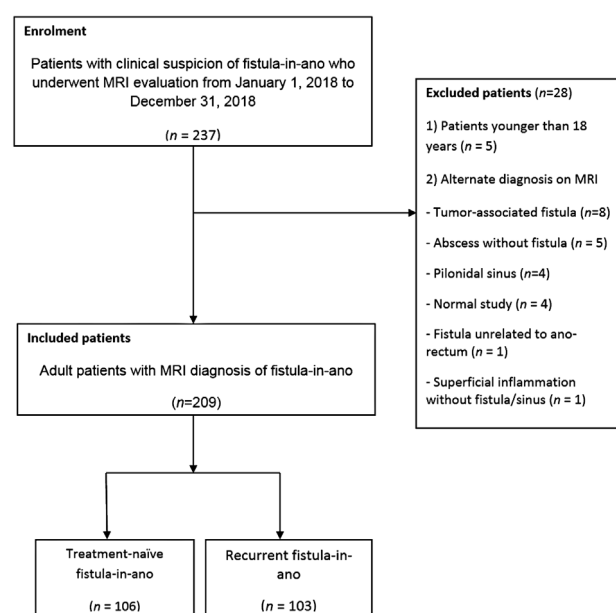 Enrolment
Patients with clinical suspicion of fistula-in-ano who
underwent MRI evaluation from January 1, 2018 to
December 31, 2018
(n = 237)
Excluded patients (n=28)
1) Patients younger than 18
years (n = 5)
2) Alternate diagnosis on MRI
- Tumor-associated fistula (n=8)
- Abscess without fistula (n = 5)
- Pilonidal sinus (n=4)
- Normal study (n = 4)
- Fistula unrelated to ano-
rectum (n = 1)
- Superficial inflammation
without fistula/sinus (n = 1)
Included patients
Adult patients with MRI diagnosis of fistula-in-ano
(n=209)
Treatment-naïve
fistula-in-ano
(n = 106)
Recurrent fistula-in-
ano
(n = 103)